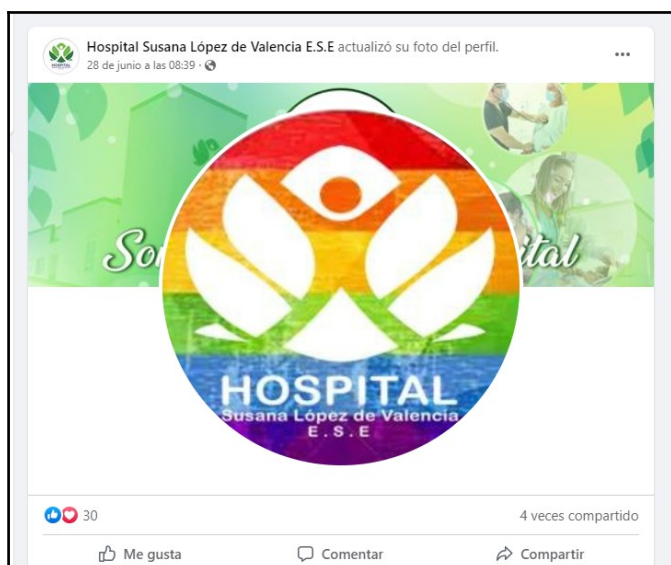 Hospital Susana López de Valencia E.S.E actualizó su foto del perfil.
28 de junio a las 08:39
HOSPITAL
Susana López de Valencia
E.S.E
30
4 veces compartido
Me gusta
Comentar
Compartir